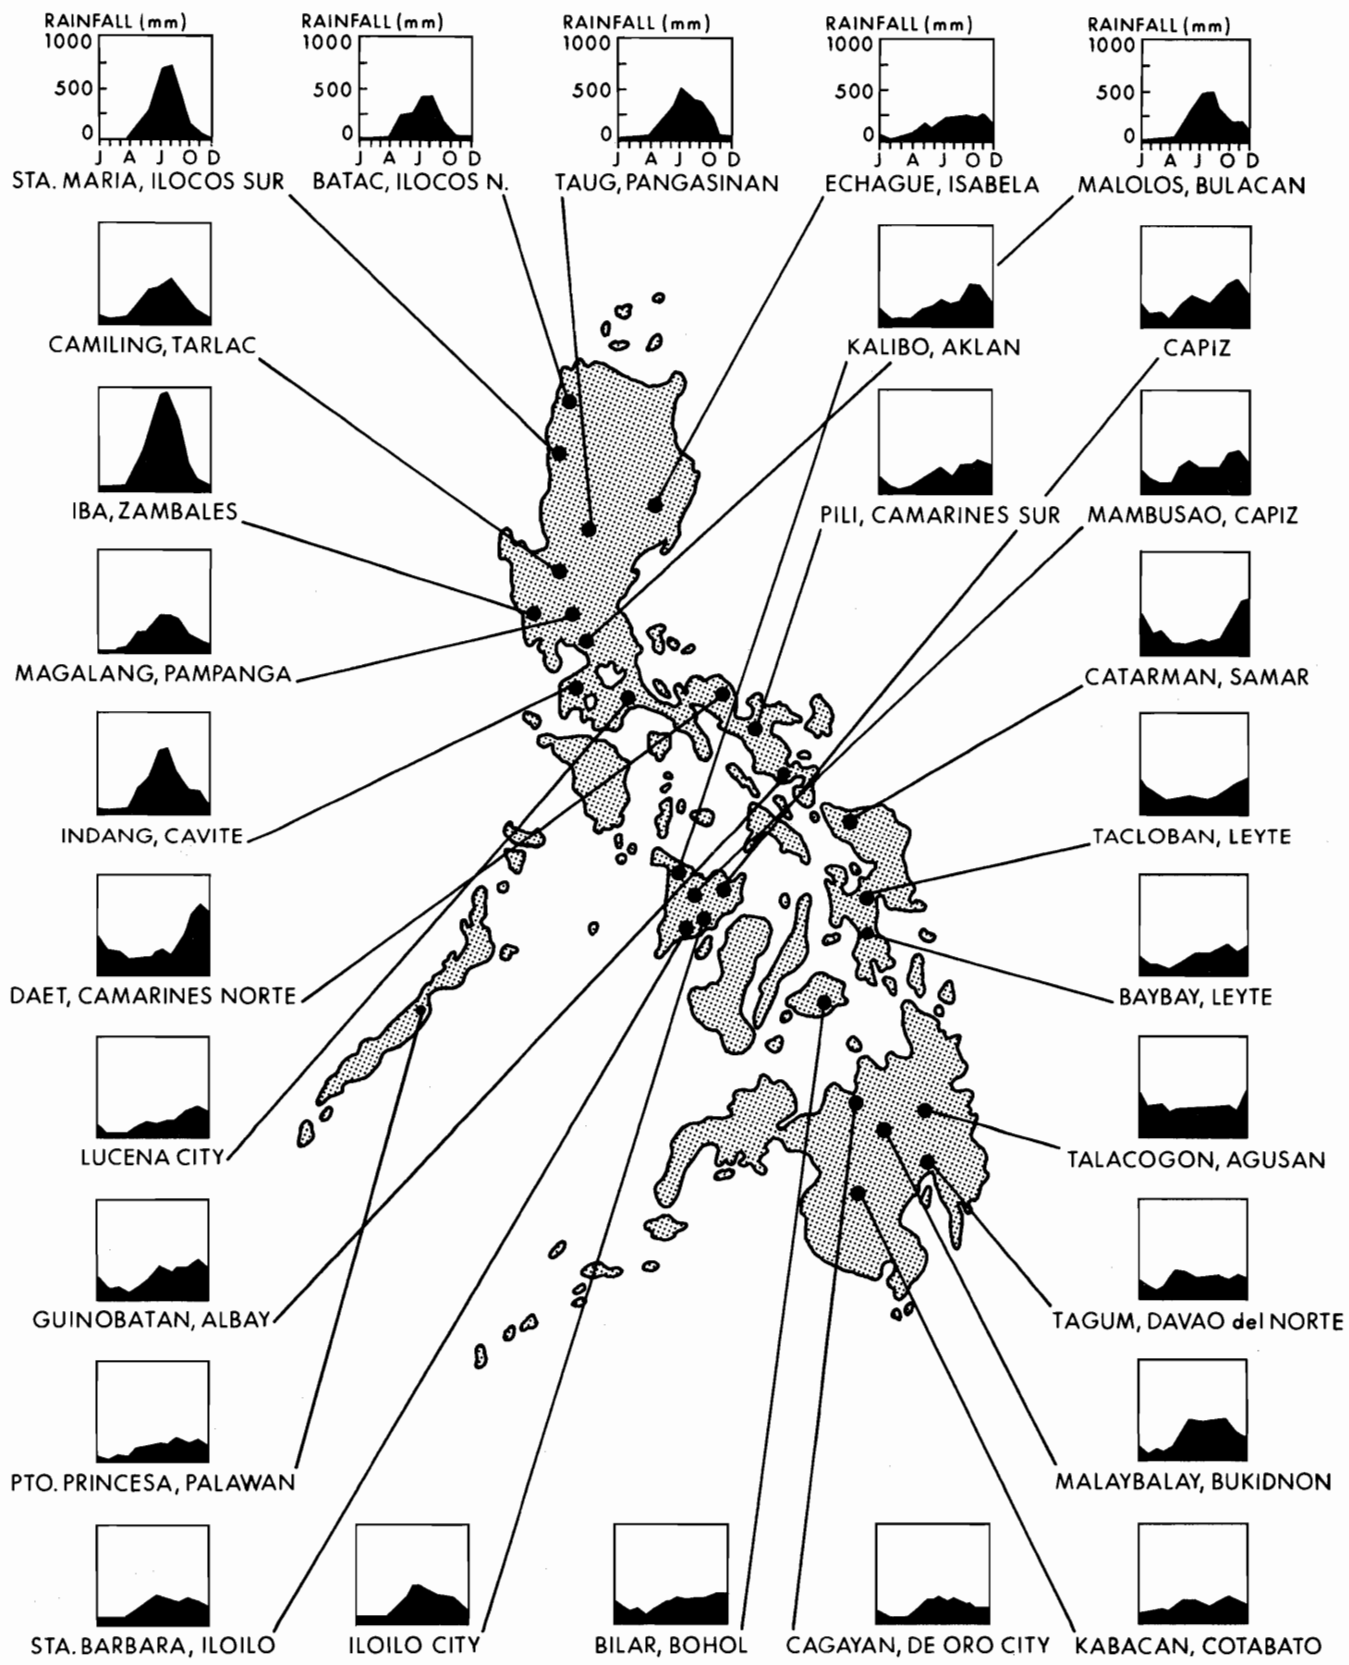 RAINFALL (mm) RAINFALL (mm) RAINFALL (mm) RAINFALL (mm) RAINFALL (mm)
1000 1000 1000 1000 1000
500 500 500 500 500
0 0 0 0 0
J A J O D J A J O D J A J O D J A J O D J A J O D
STA. MARIA, ILOCOS SUR BATAC, ILOCOS N. TAUG, PANGASINAN ECHAGUE, ISABELA MALOLOS, BULACAN
CAMILING, TARLAC KALIBO, AKLAN CAPIZ
IBA, ZAMBALES PILI, CAMARINES SUR MAMBUSAO, CAPIZ
MAGALANG, PAMPANGA CATARMAN, SAMAR
INDANG, CAVITE TACLOBAN, LEYTE
DAET, CAMARINES NORTE BAYBAY, LEYTE
LUCENA CITY TALACOGON, AGUSAN
GUINOBATAN, ALBAY TAGUM, DAVAO del NORTE
PTO. PRINCESA, PALAWAN MALAYBALAY, BUKIDNON
STA. BARBARA, ILOILO ILOILO CITY BILAR, BOHOL CAGAYAN, DE ORO CITY KABACAN, COTABATO